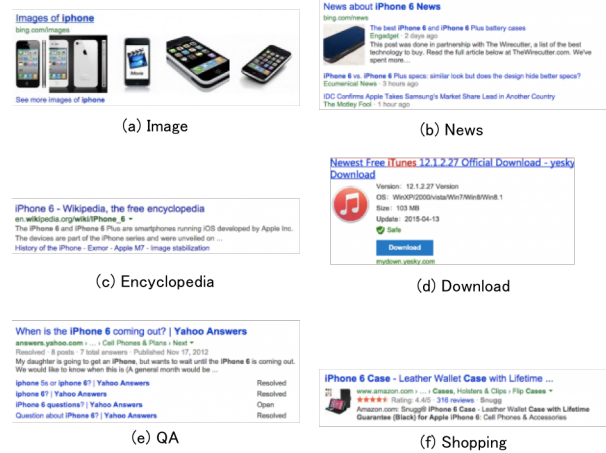 Images of iphone
bing.com/images
See more images of iphone
(a) Image
News about iPhone 6 News
bing.com/news
The best iPhone 6 and iPhone 6 Plus battery cases
Engadget · 2 days ago
This post was done in partnership with The Wirecutter, a list of the best
technology to buy. Read the full article below at TheWirecutter.com. We've
spent more...
iPhone 6 vs. iPhone 6 Plus specs: similar look but does the design hide better specs?
Ecumenical News · 3 hours ago
IDC Confirms Apple Takes Samsung's Market Share Lead in Another Country
The Motley Fool · 1 hour ago
(b) News
iPhone 6 - Wikipedia, the free encyclopedia
en.wikipedia.org/wiki/IPhone_6
The iPhone 6 and iPhone 6 Plus are smartphones running iOS developed by Apple Inc.
The devices are part of the iPhone series and were unveiled on ...
History of the iPhone - Exmor - Apple M7 - Image stabilization
(c) Encyclopedia
Newest Free iTunes 12.1.2.27 Official Download - yesky
Download
Version: 12.1.2.27 Version
OS: WinXP/2000/vista/Win7/Win8/Win8.1
Size: 103 MB
Update: 2015-04-13
Safe
Download
mydown.yesky.com
(d) Download
When is the iPhone 6 coming out? | Yahoo Answers
answers.yahoo.com › ... › Cell Phones & Plans › Next
Resolved · 8 posts · 7 total answers · Published Nov 17, 2012
My daughter is going to get an iPhone, but wants to wait until the iPhone 6 is coming out.
We would like to know when this is (A general month would be ...
iphone 5s or iphone 6? | Yahoo Answers Resolved
iphone 6? | Yahoo Answers Resolved
iPhone 6 questions? | Yahoo Answers Open
Question about iPhone 6? | Yahoo Answers Resolved
(e) QA
iPhone 6 Case - Leather Wallet Case with Lifetime ...
www.amazon.com › ... › Cases, Holsters & Clips › Flip Cases
Rating: 4.4/5 · 316 reviews · Snugg
Amazon.com: Snugg® iPhone 6 Case - Leather Wallet Case with Lifetime
Guarantee (Black) for Apple iPhone 6: Cell Phones & Accessories
(f) Shopping